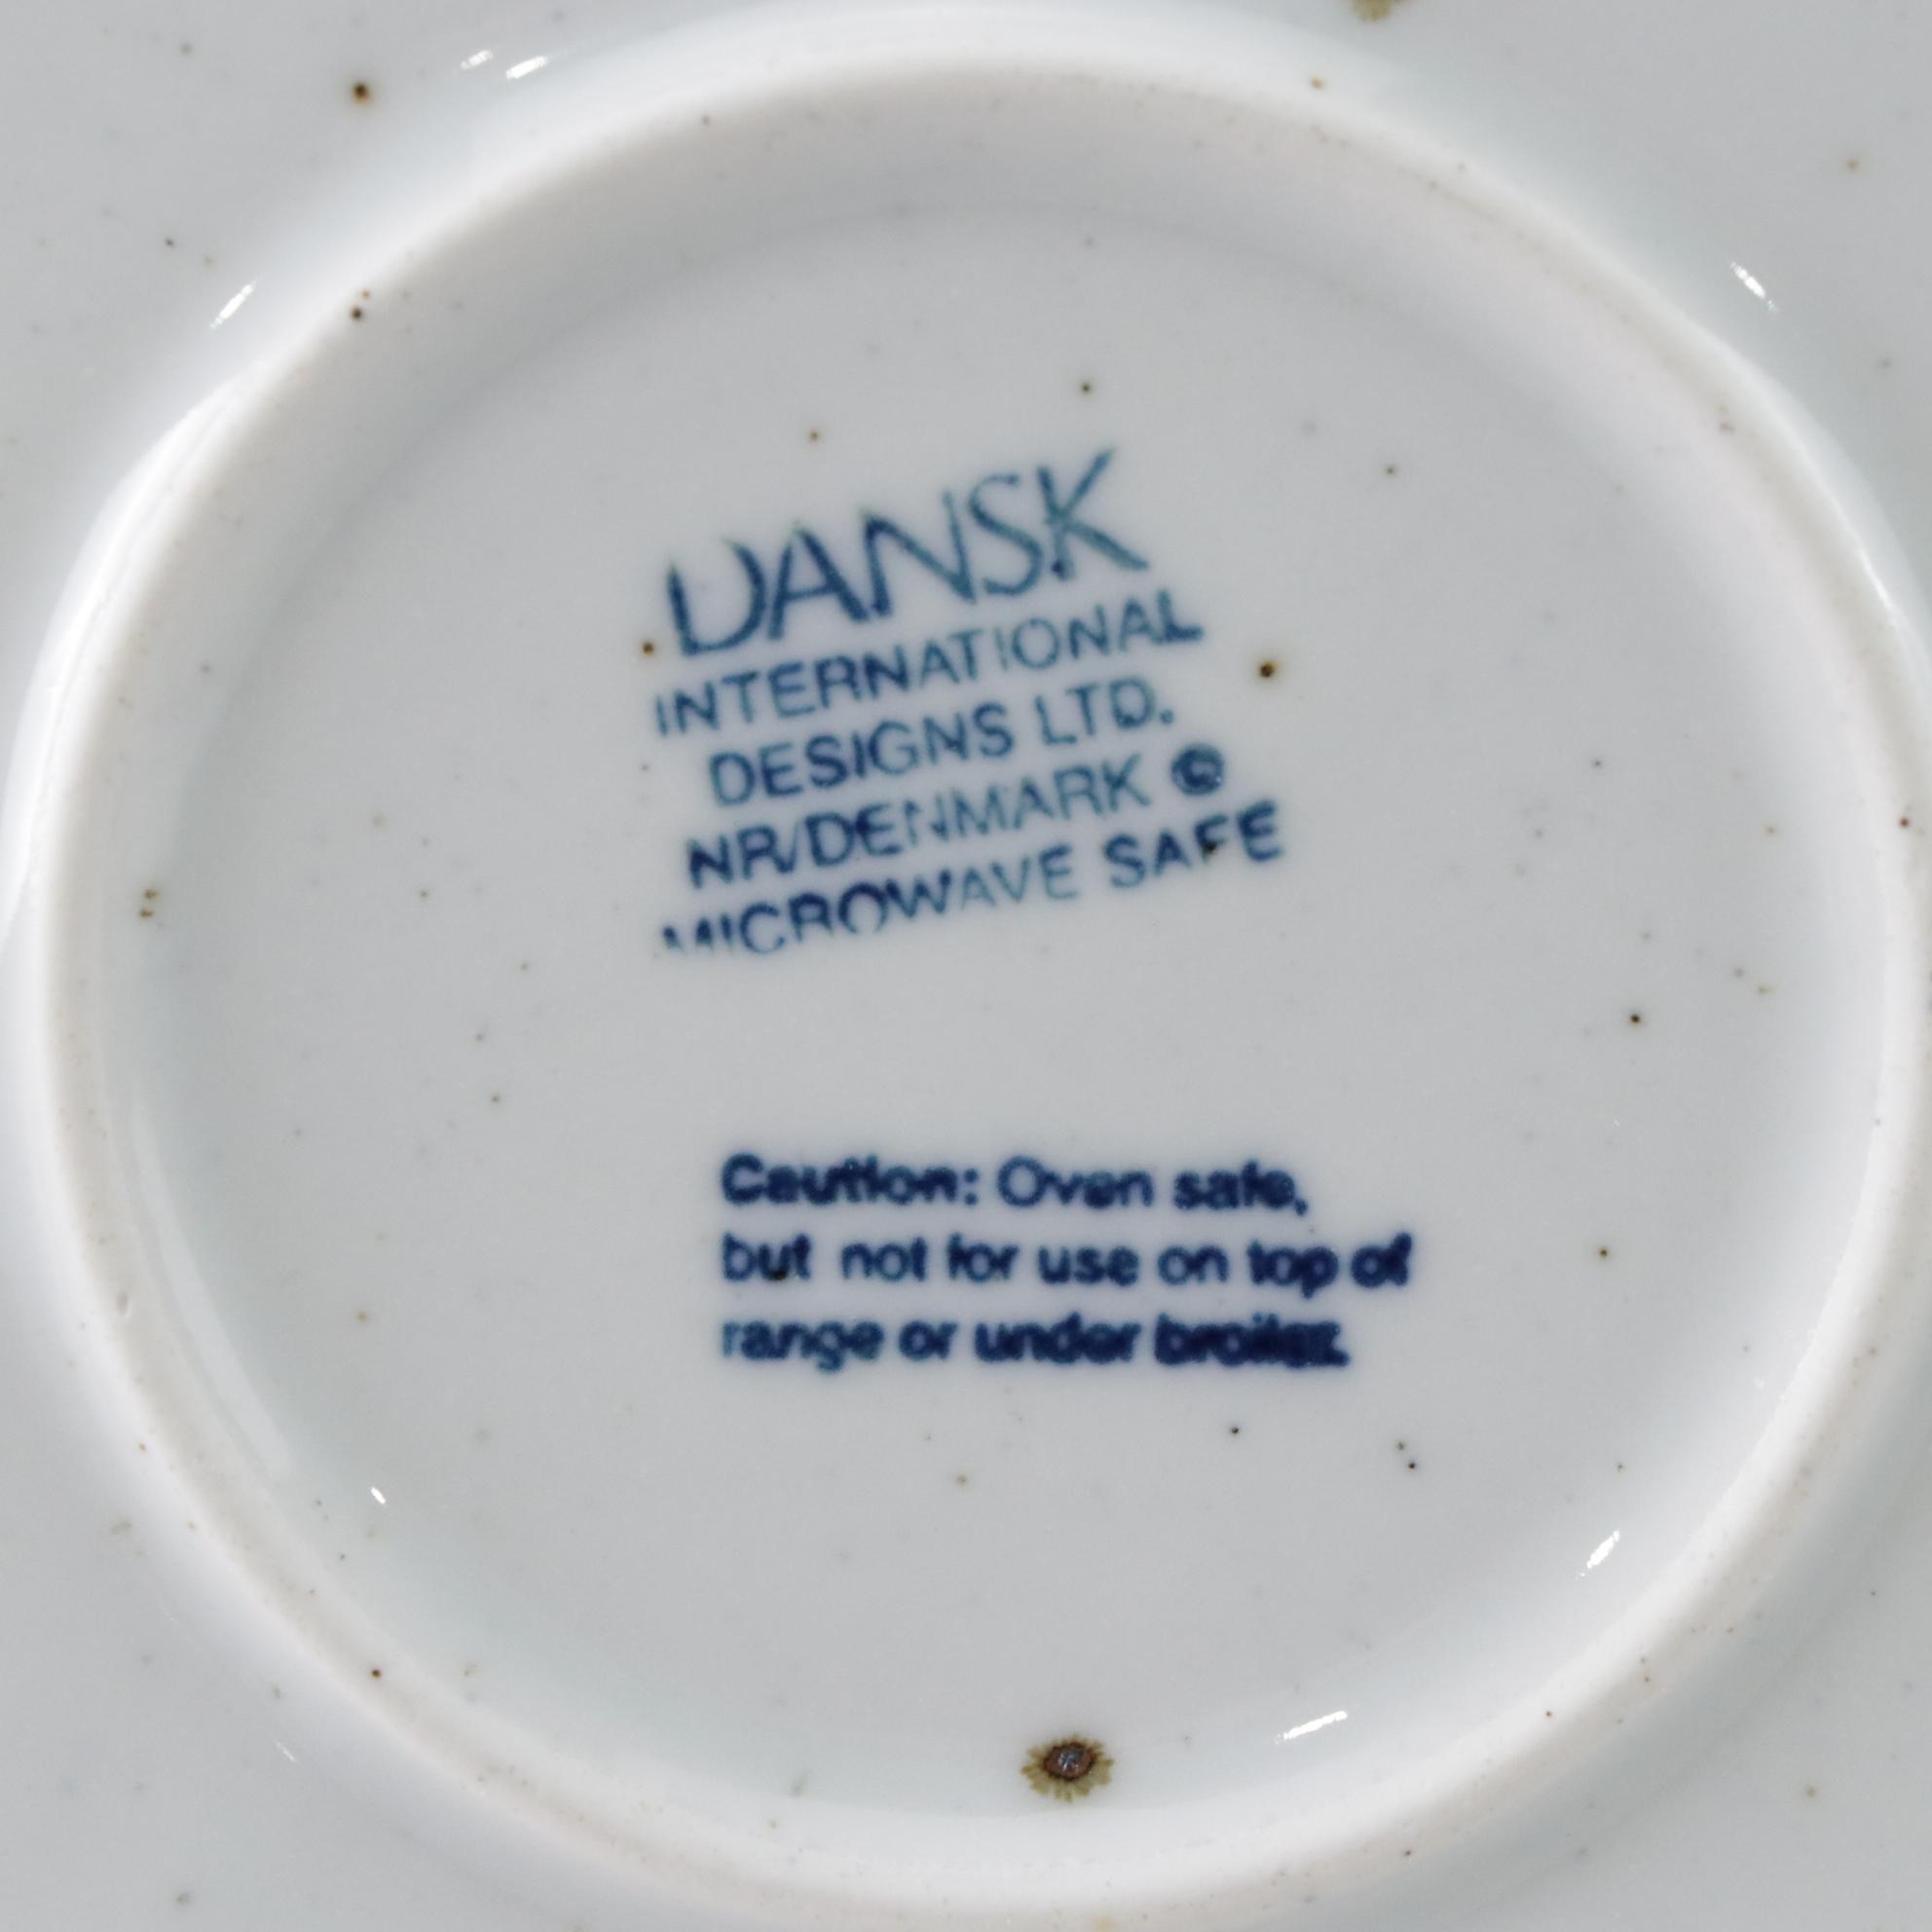 DANSK
INTERNATIONAL
DESIGNS LTD.
NR/DENMARK ©
MICROWAVE SAFE
Caution: Oven safe,
but not for use on top of
range or under broiler.